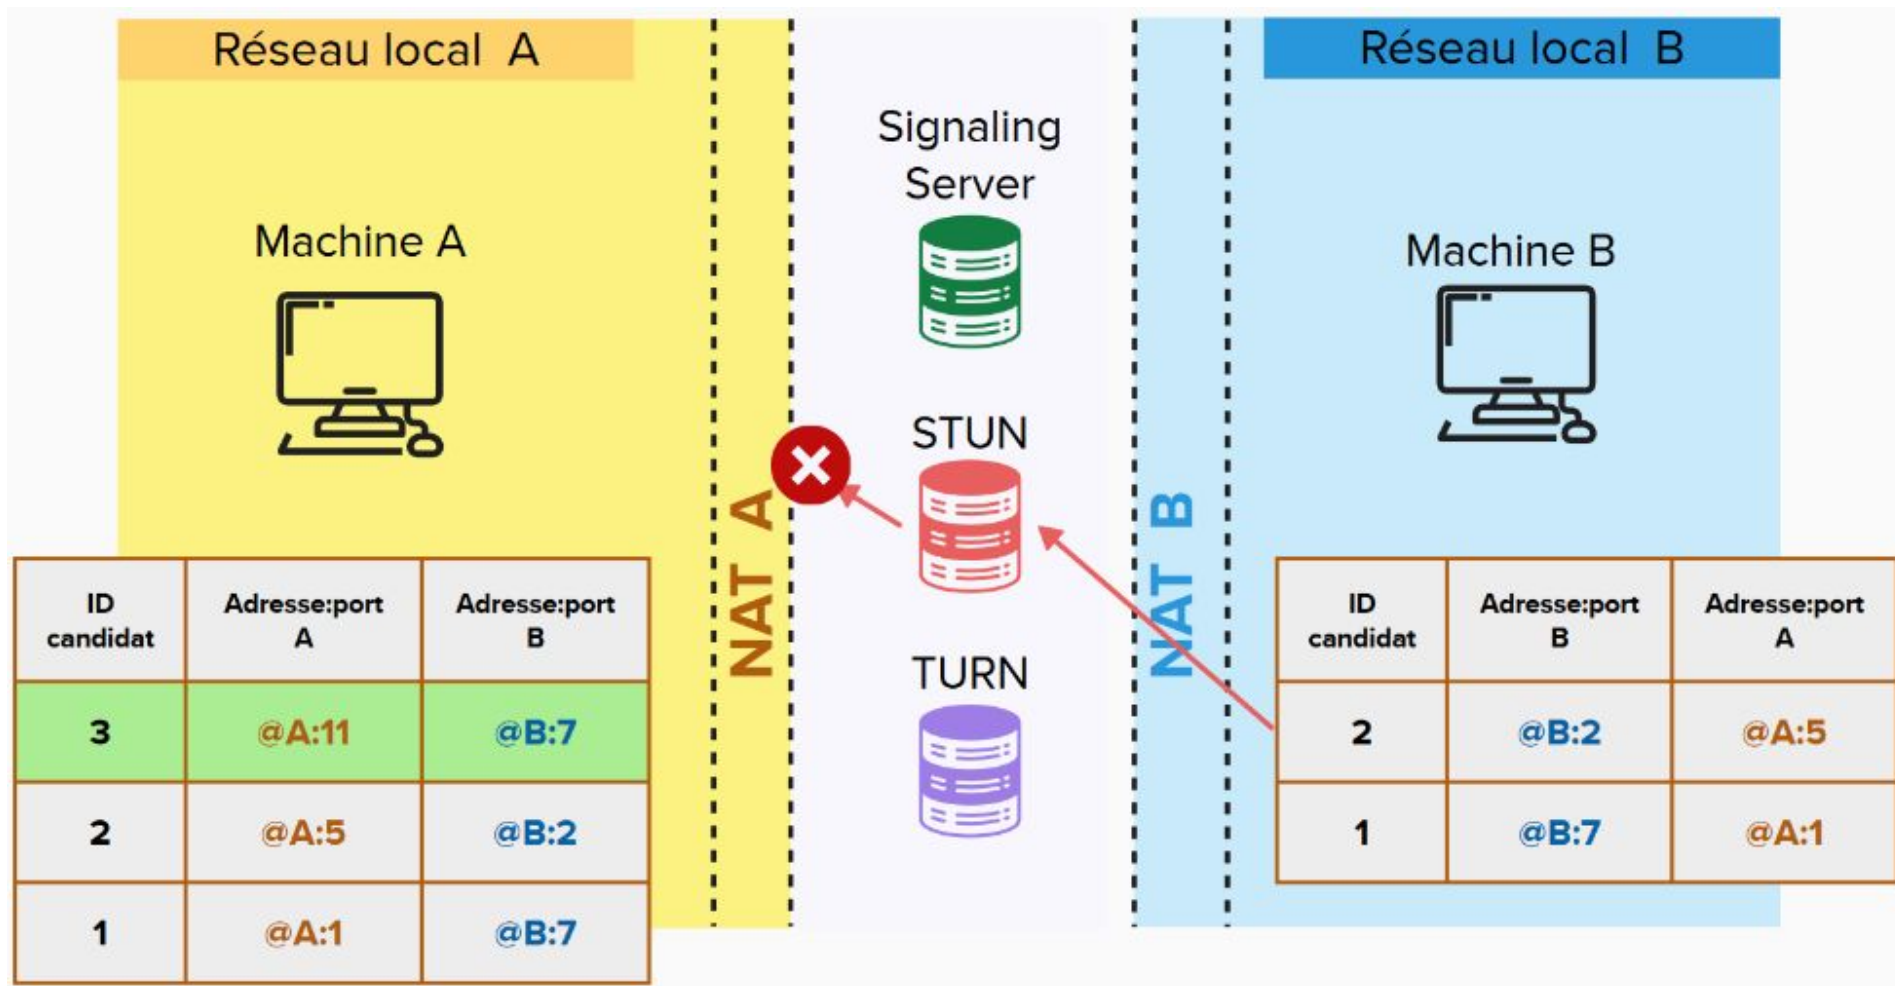 Réseau local A
Réseau local B
Signaling
Server
Machine A
Machine B
STUN
TURN
NAT A
NAT B
ID
candidat
Adresse:port
A
Adresse:port
B
3
@A:11
@B:7
2
@A:5
@B:2
1
@A:1
@B:7
ID
candidat
Adresse:port
B
Adresse:port
A
2
@B:2
@A:5
1
@B:7
@A:1